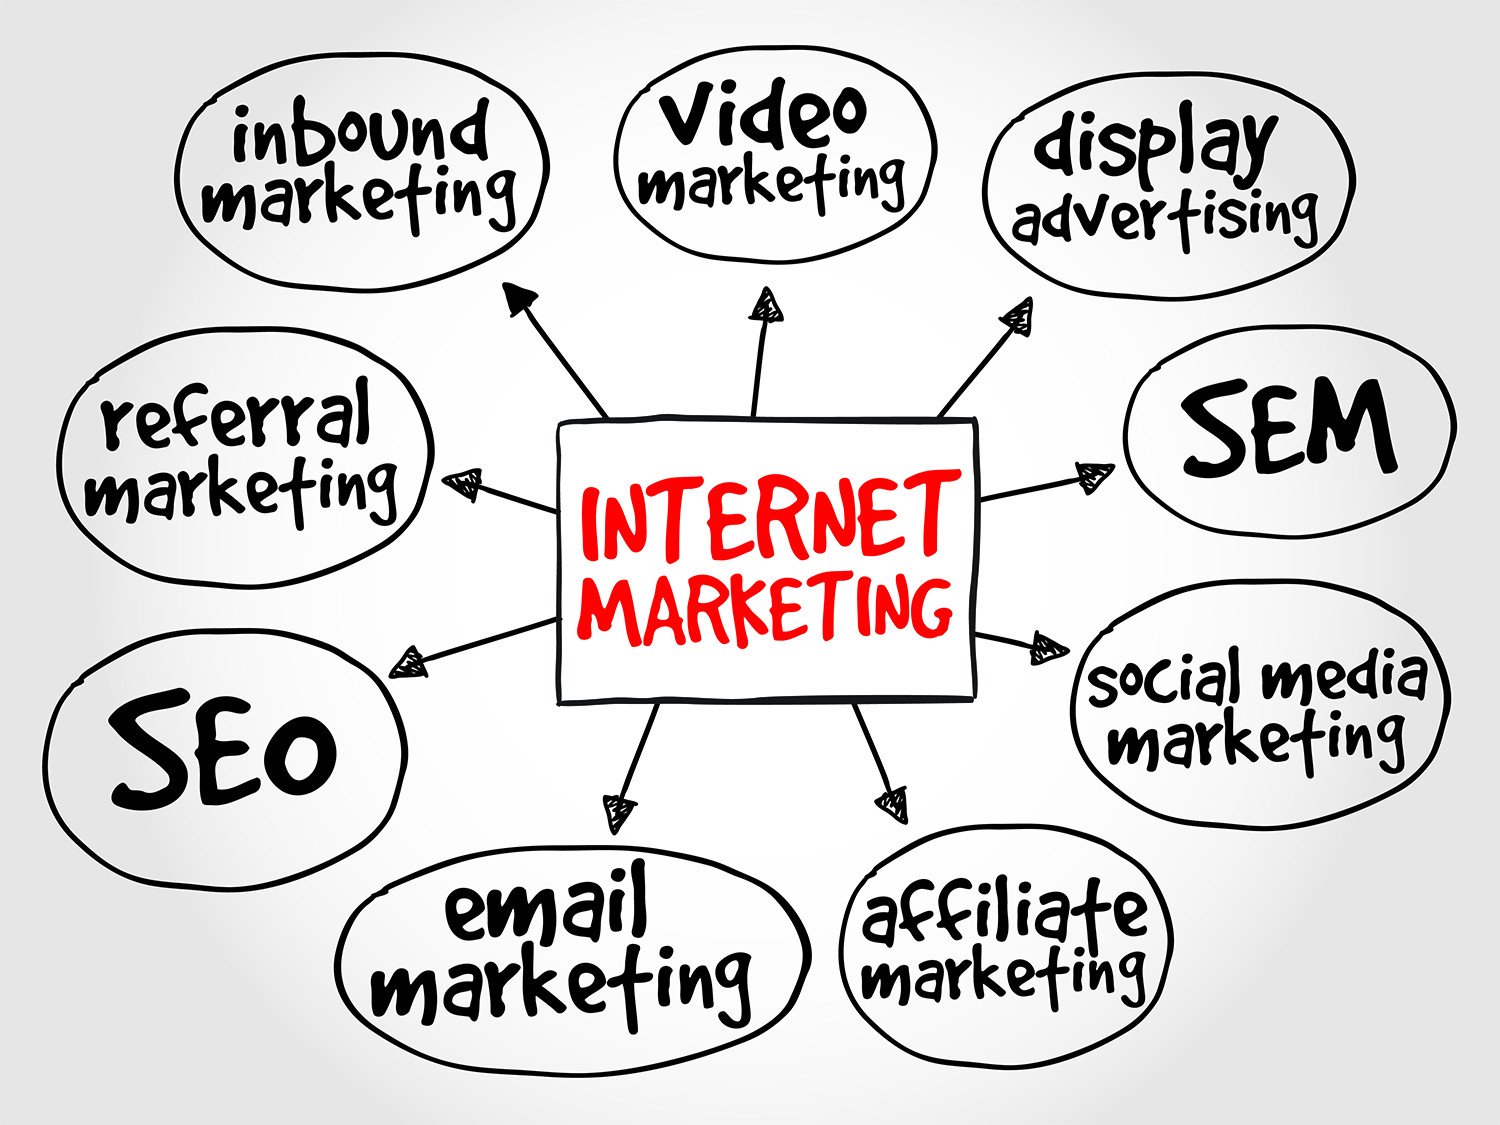 inbound
marketing
video
marketing
display
advertising
referral
marketing
SEM
INTERNET
MARKETING
SEO
social media
marketing
email
marketing
affiliate
marketing